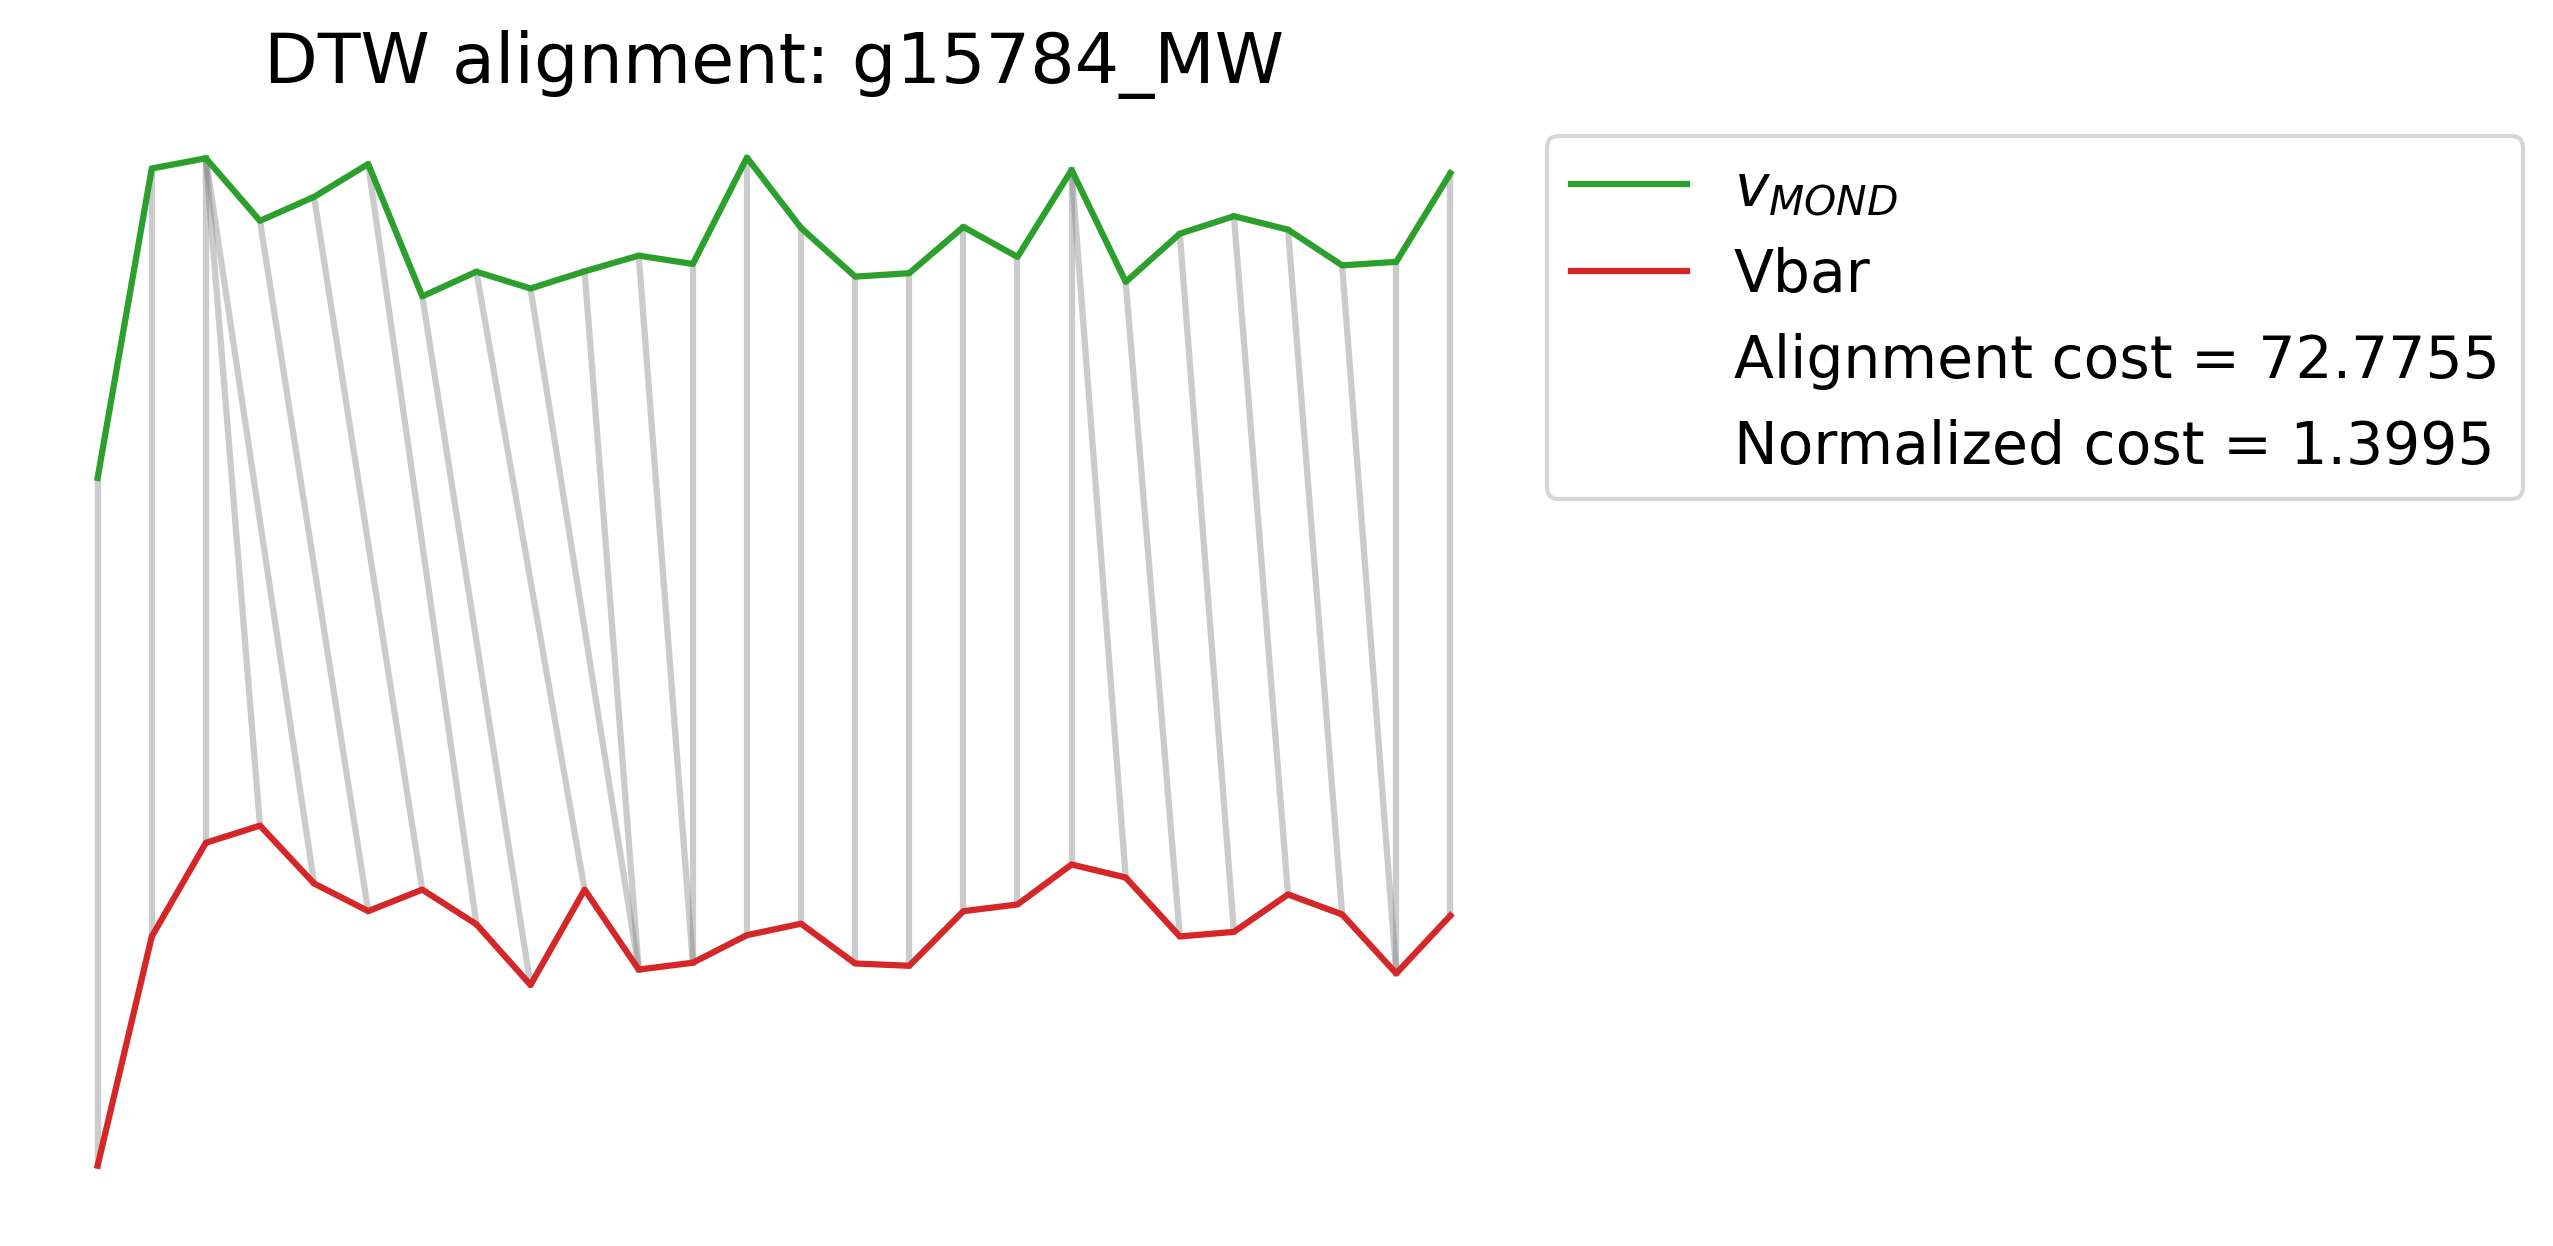 DTW alignment: g15784_MW
v_MOND
Vbar
Alignment cost = 72.7755
Normalized cost = 1.3995